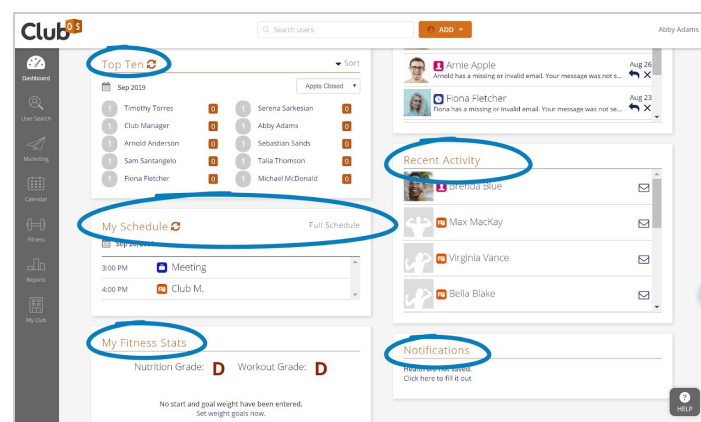 Club OS
Search users
ADD
Abby Adams
Dashboard
User Search
Marketing
Calendar
Fitness
Reports
My Club
Top Ten
Sort
Sep 2019
Appts Closed
1 Timothy Torres 0
1 Serena Sarkesian 0
1 Club Manager 0
1 Abby Adams 0
1 Arnold Anderson 0
1 Sebastian Sands 0
1 Sam Santangelo 0
1 Talia Thomson 0
1 Fiona Fletcher 0
1 Michael McDonald 0
My Schedule
Full Schedule
3:00 PM Meeting
4:00 PM Club M.
My Fitness Stats
Nutrition Grade: D Workout Grade: D
No start and goal weight have been entered.
Set weight goals now.
Arnie Apple Aug 26
Arnold has a missing or invalid email. Your message was not s...
Fiona Fletcher Aug 23
Fiona has a missing or invalid email. Your message was not se...
Recent Activity
Brenda Blue
Max MacKay
Virginia Vance
Bella Blake
Notifications
not saved.
Click here to fill it out
? HELP